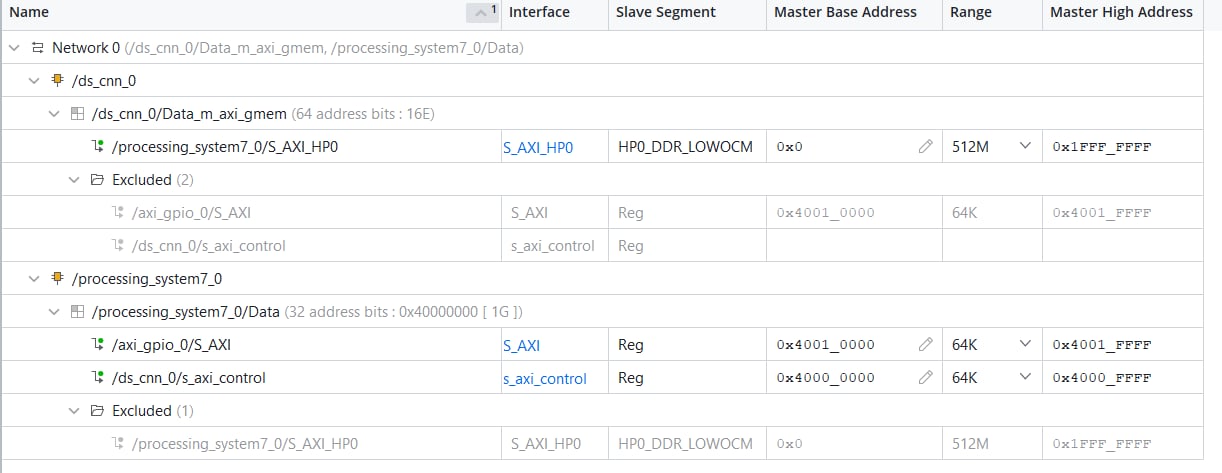 Name 1 Interface Slave Segment Master Base Address Range Master High Address
Network 0 (/ds_cnn_0/Data_m_axi_gmem, /processing_system7_0/Data)
/ds_cnn_0
/ds_cnn_0/Data_m_axi_gmem (64 address bits : 16E)
/processing_system7_0/S_AXI_HP0 S_AXI_HP0 HP0_DDR_LOWOCM 0x0 512M 0x1FFF_FFFF
Excluded (2)
/axi_gpio_0/S_AXI S_AXI Reg 0x4001_0000 64K 0x4001_FFFF
/ds_cnn_0/s_axi_control s_axi_control Reg
/processing_system7_0
/processing_system7_0/Data (32 address bits : 0x40000000 [ 1G ])
/axi_gpio_0/S_AXI S_AXI Reg 0x4001_0000 64K 0x4001_FFFF
/ds_cnn_0/s_axi_control s_axi_control Reg 0x4000_0000 64K 0x4000_FFFF
Excluded (1)
/processing_system7_0/S_AXI_HP0 S_AXI_HP0 HP0_DDR_LOWOCM 0x0 512M 0x1FFF_FFFF